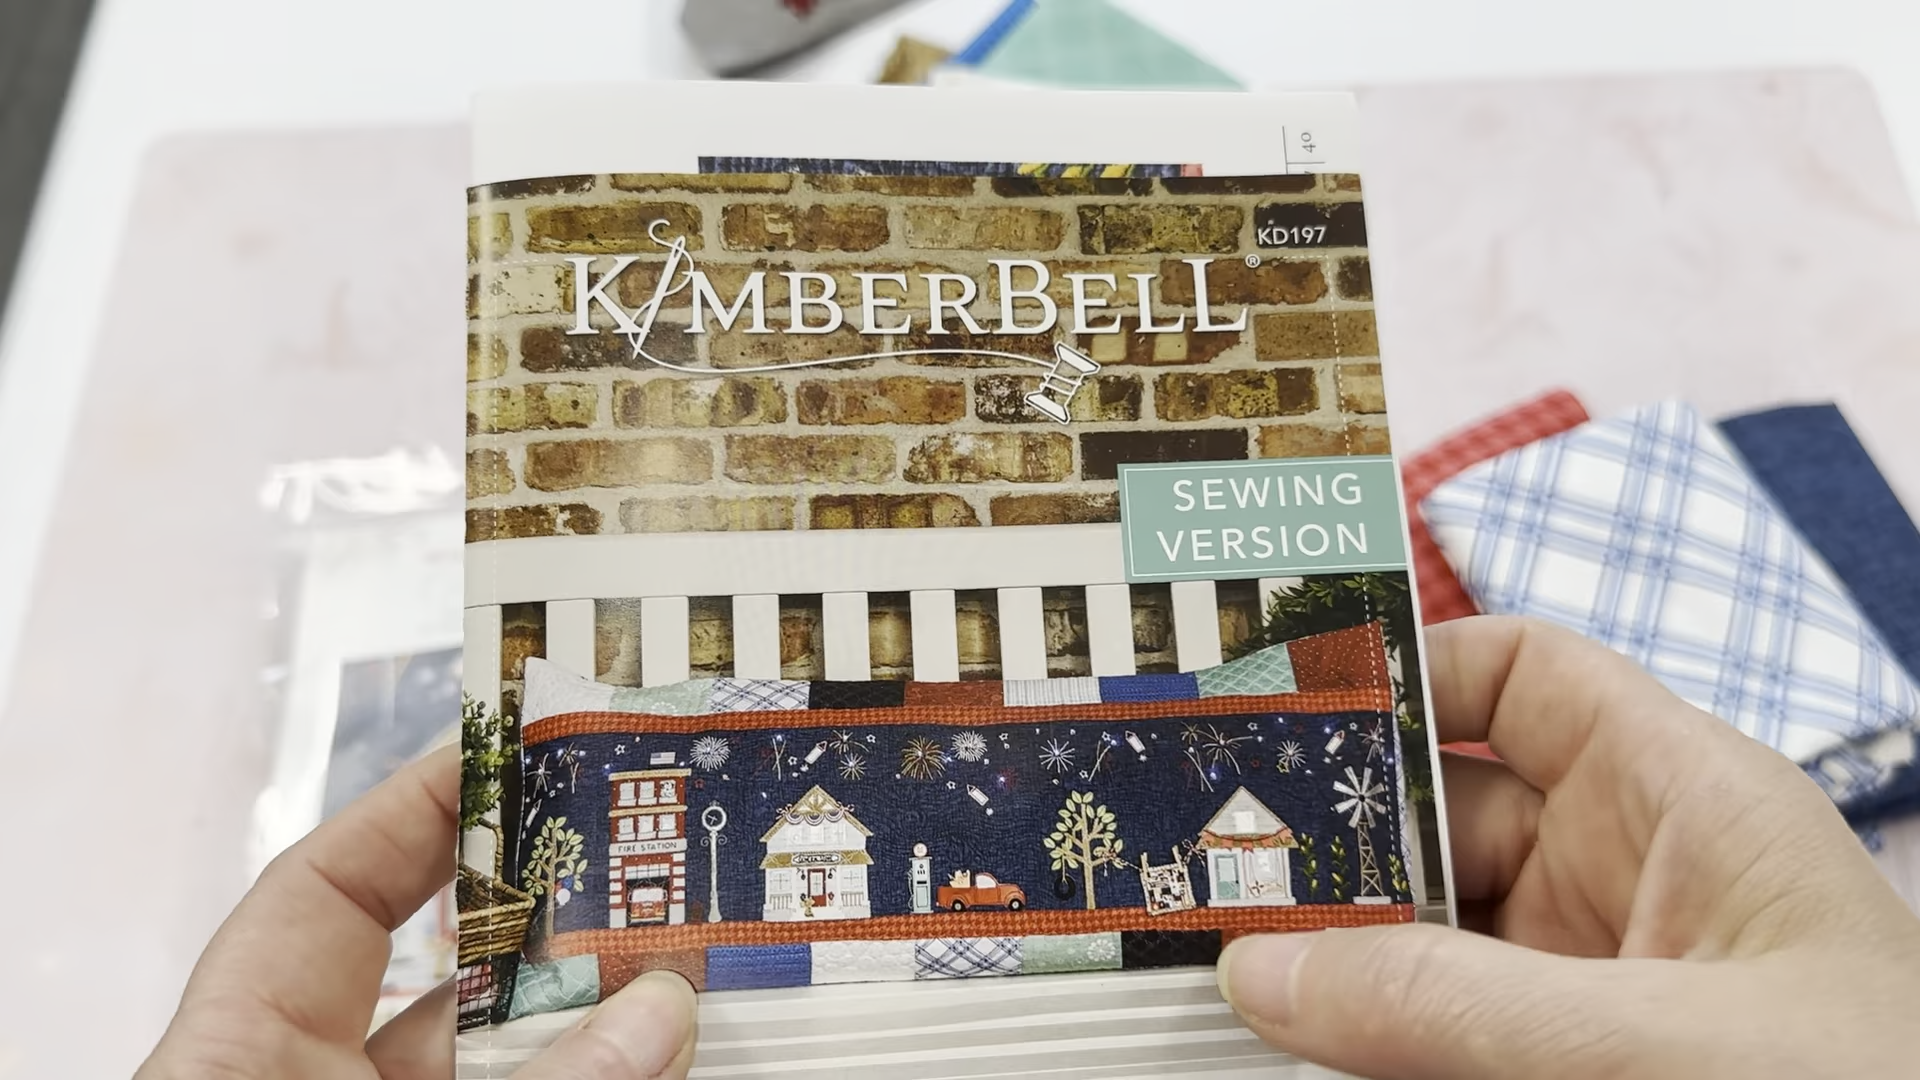 40
KD197
KIMBERBELL®
SEWING
VERSION
FIRE STATION